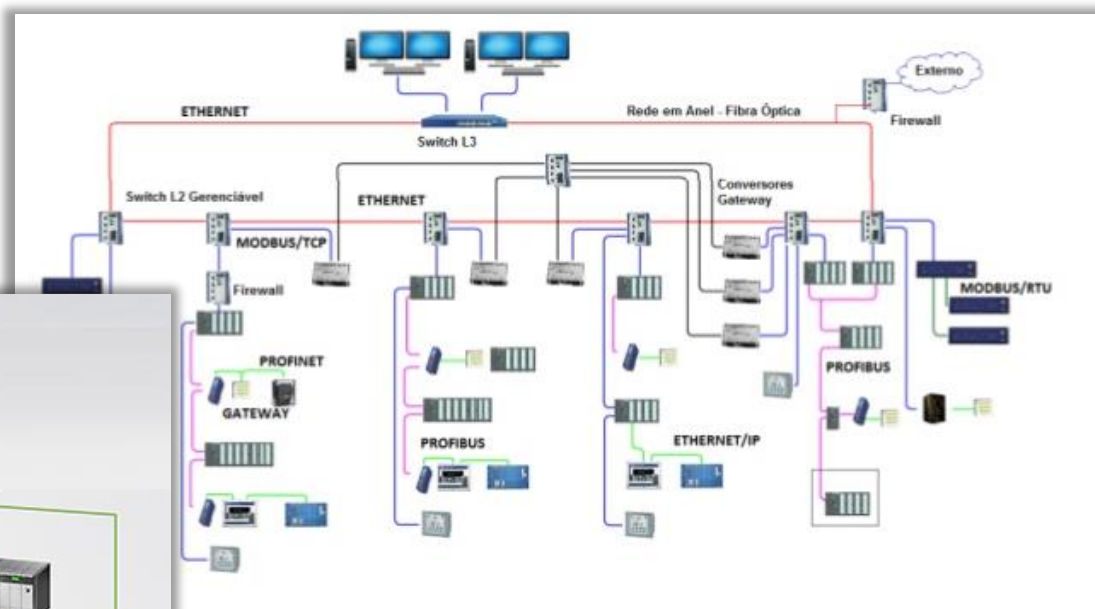 Externo
ETHERNET
Rede em Anel - Fibra Óptica
Firewall
Switch L3
Conversores
Gateway
Switch L2 Gerenciável
ETHERNET
MODBUS/TCP
Firewall
MODBUS/RTU
PROFINET
PROFIBUS
GATEWAY
PROFIBUS
ETHERNET/IP